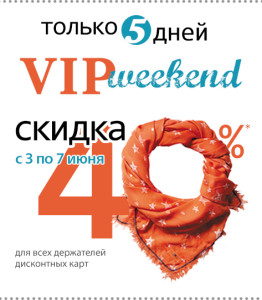 только 5 дней
VIP weekend
скидка
с 3 по 7 июня
40%*
для всех держателей
дисконтных карт